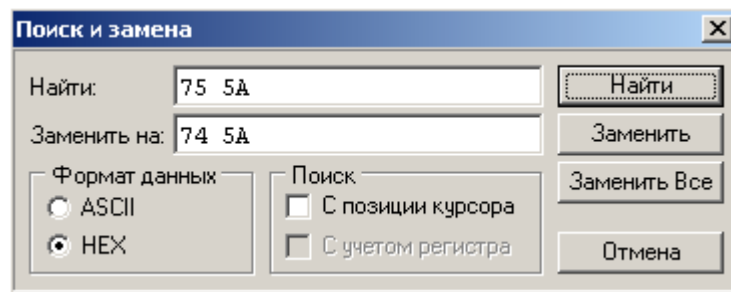 Поиск и замена
Найти: 75 5A Найти
Заменить на: 74 5A Заменить
Формат данных Поиск Заменить Все
ASCII С позиции курсора
HEX С учетом регистра Отмена